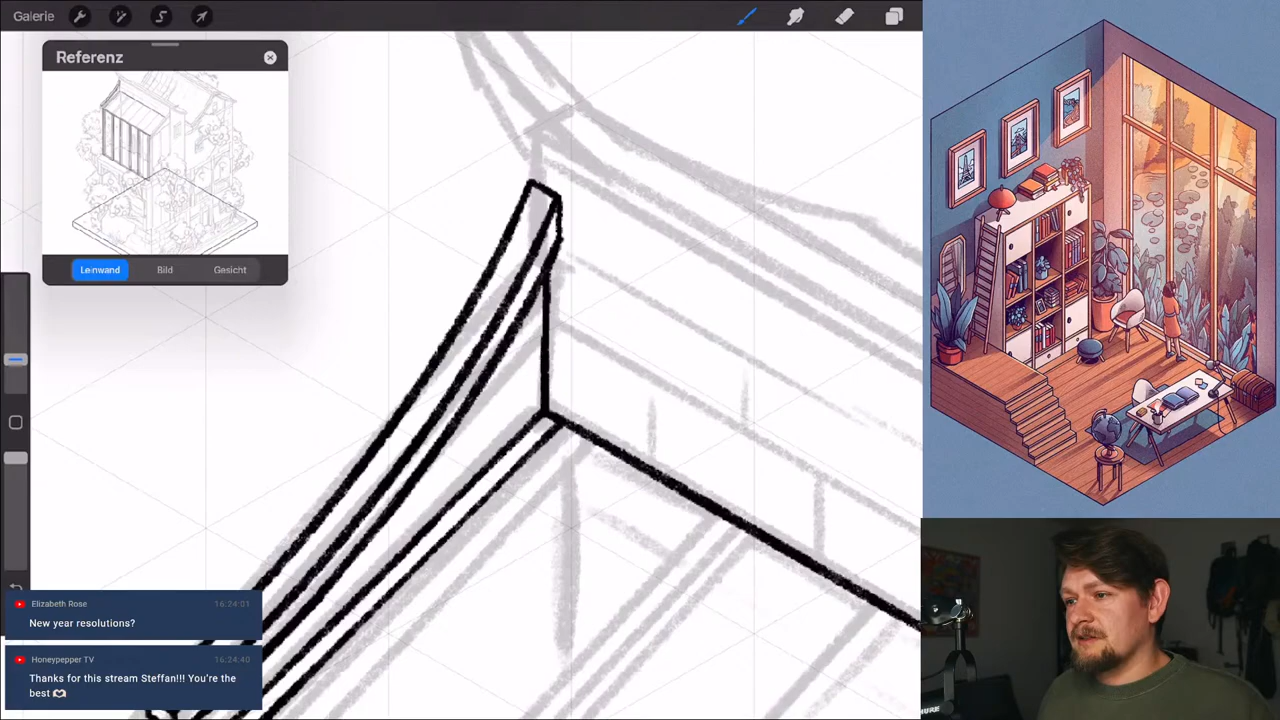 Galerie
Referenz
Leinwand
Bild
Gesicht
Elizabeth Rose
16:24:01
New year resolutions?
Honeypepper TV
16:24:40
Thanks for this stream Steffan!!! You're the
best 🫶🏻
SHURE